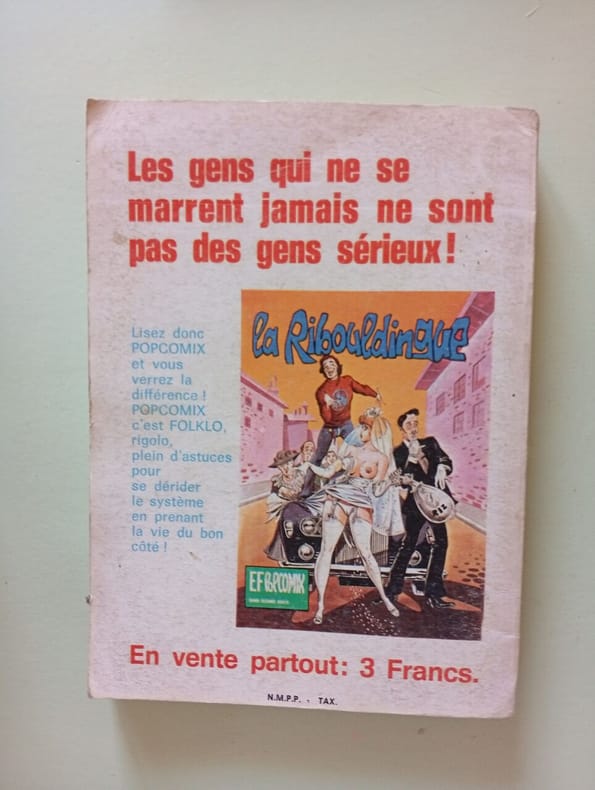 Les gens qui ne se
marrent jamais ne sont
pas des gens sérieux !
Lisez donc
POPCOMIX
et vous
verrez la
différence !
POPCOMIX
c'est FOLKLO,
rigolo,
plein d'astuces
pour
se dérider
le système
en prenant
la vie du bon
côté !
la Ribouldingue
EF POPCOMIX
En vente partout: 3 Francs.
N.M.P.P. - TAX.